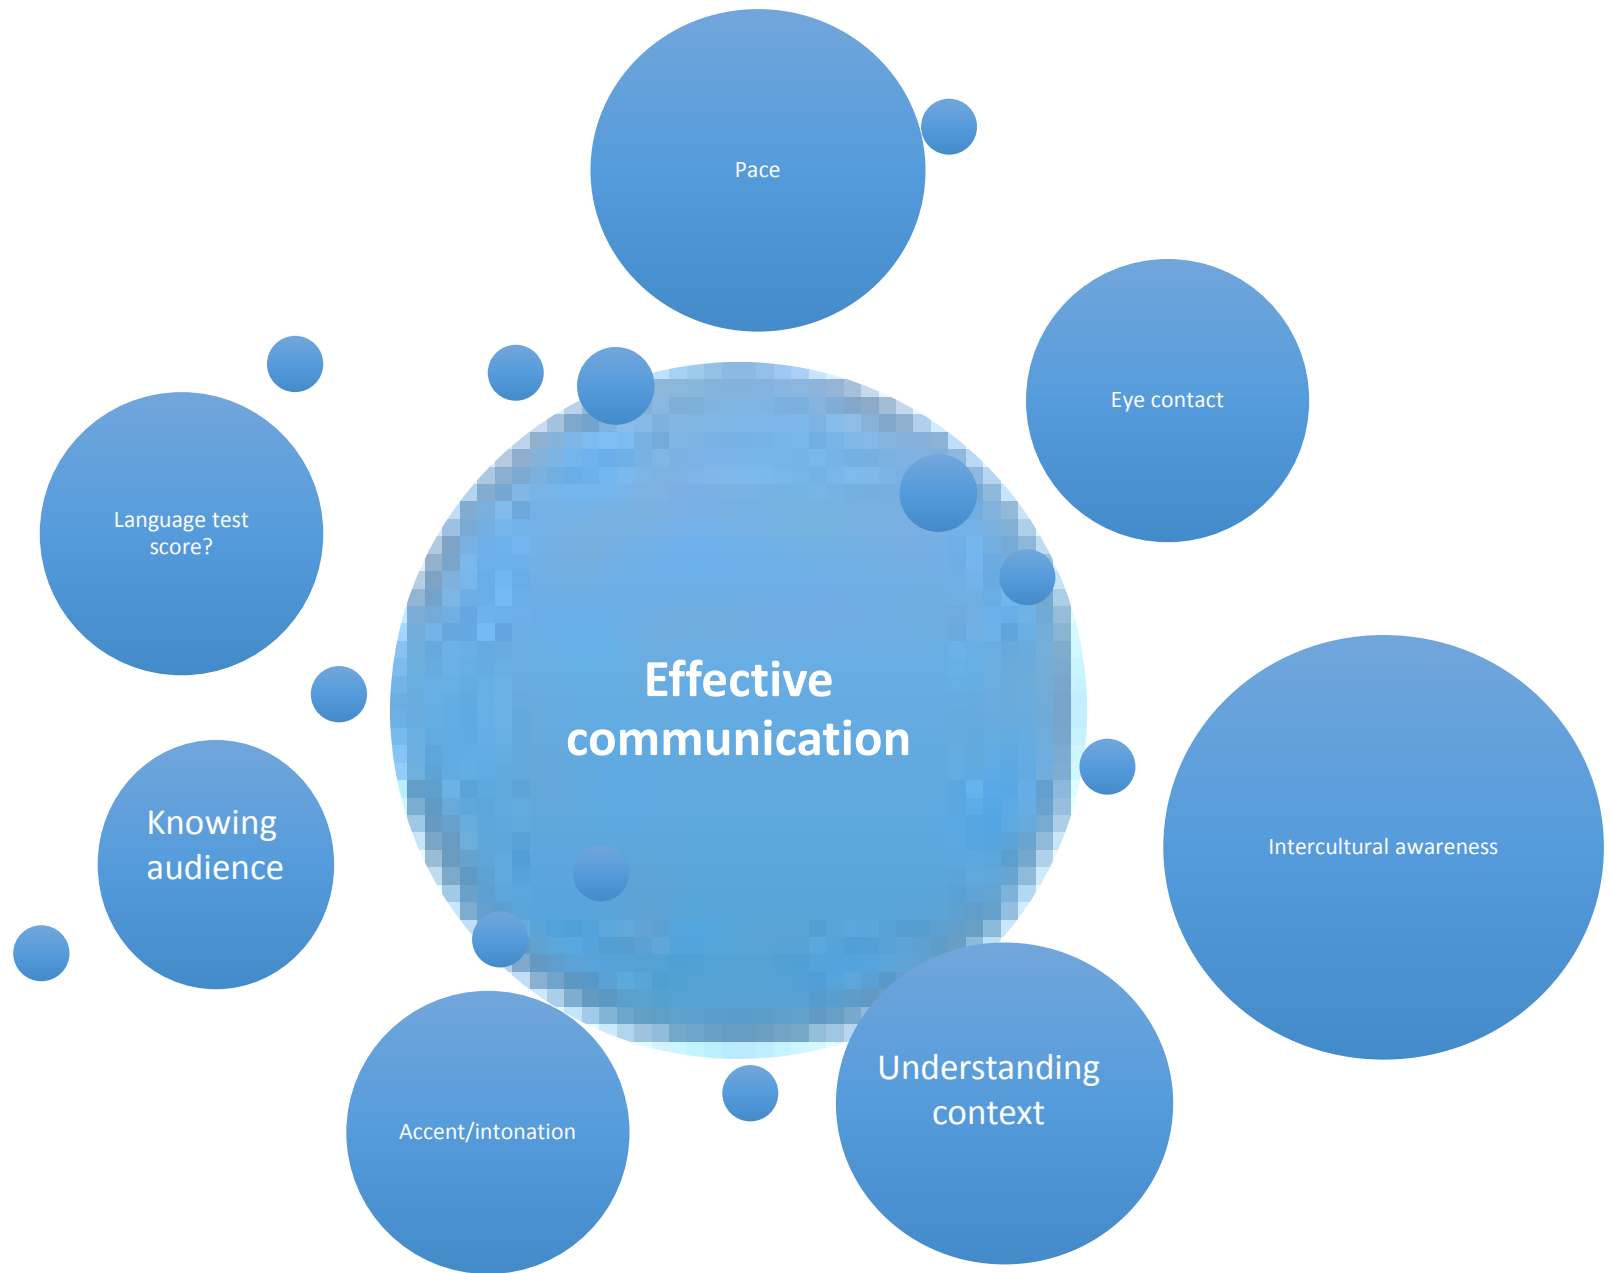 Pace
Eye contact
Language test
score?
Effective
communication
Knowing
audience
Intercultural awareness
Understanding
context
Accent/intonation